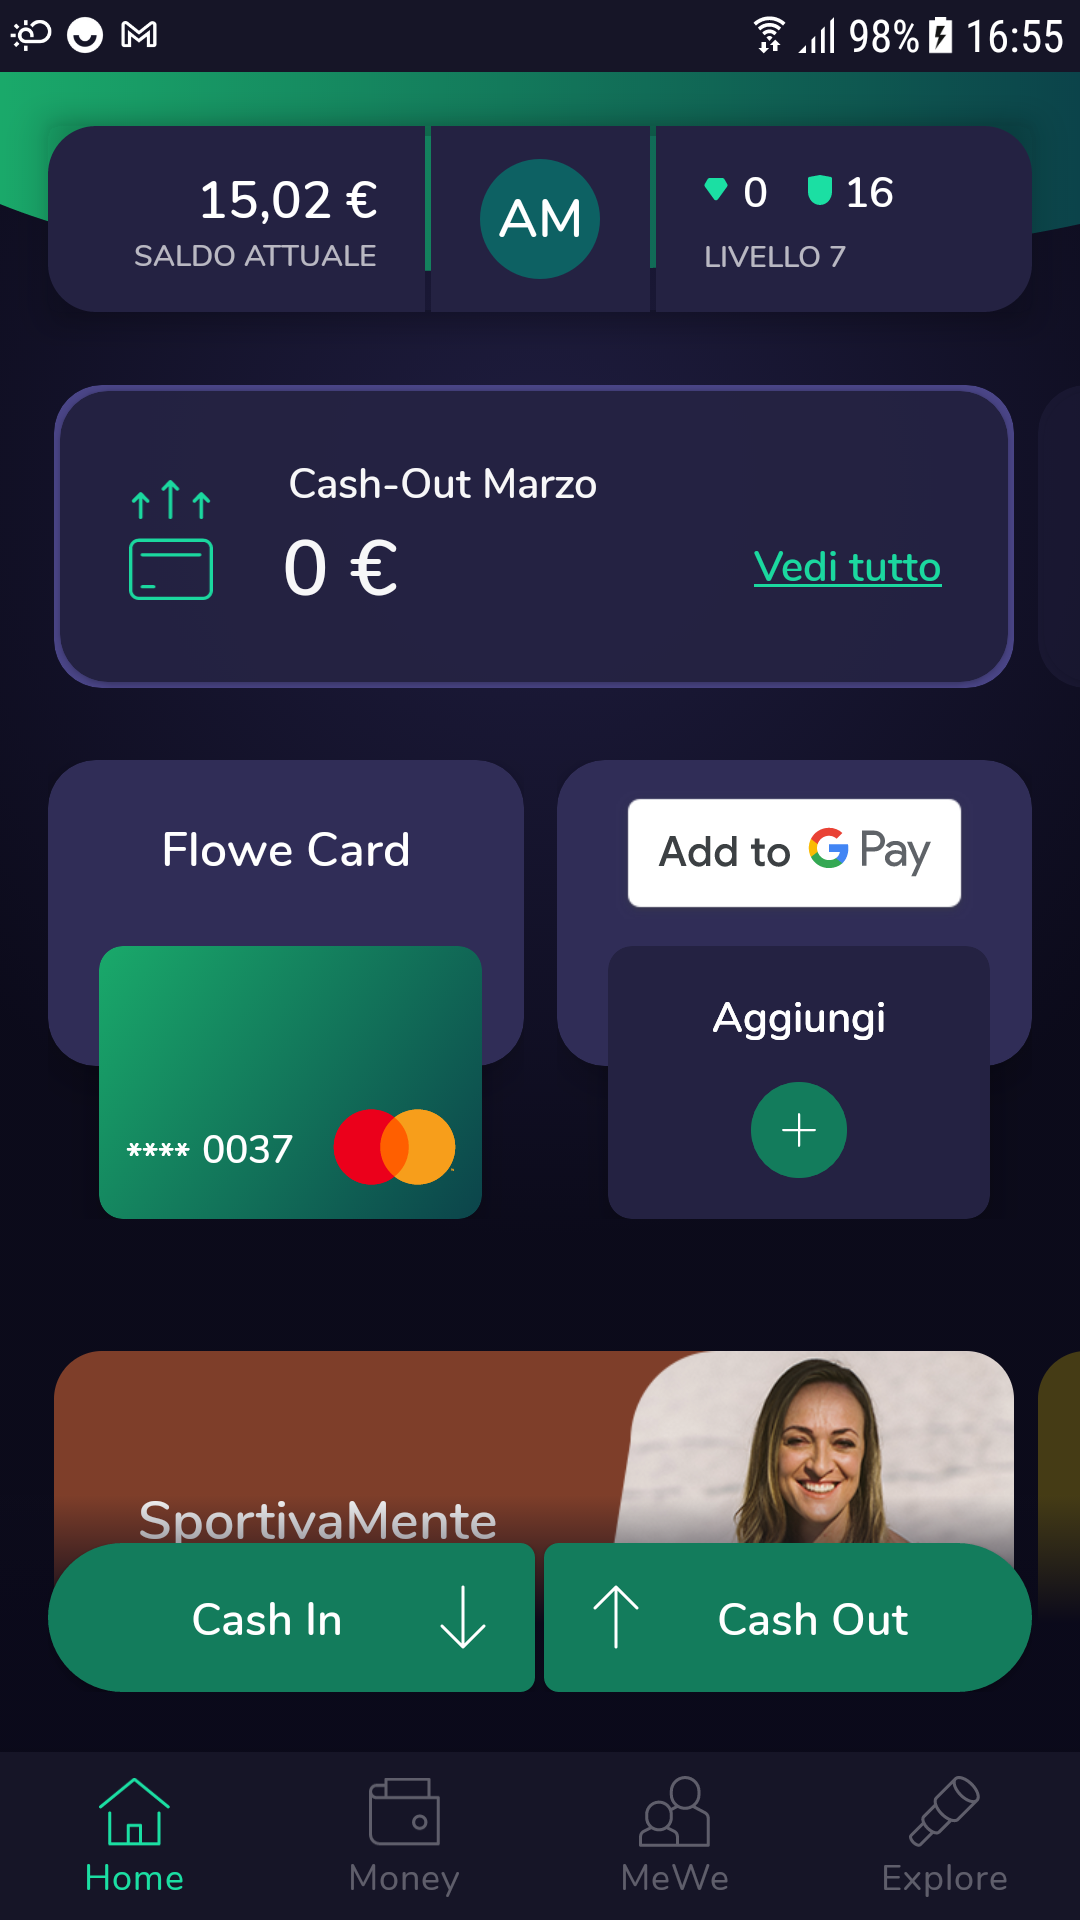 98% 16:55
15,02 €
SALDO ATTUALE
AM
0 16
LIVELLO 7
Cash-Out Marzo
0 €
Vedi tutto
Flowe Card
Add to G Pay
**** 0037
Aggiungi
SportivaMente
Cash In
Cash Out
Home
Money
MeWe
Explore